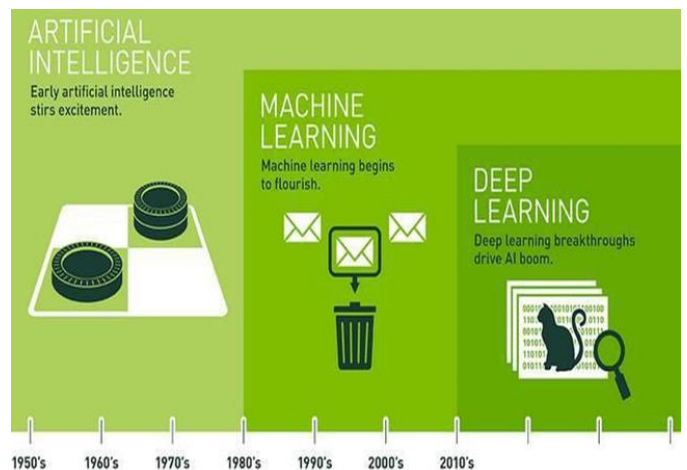 ARTIFICIAL
INTELLIGENCE
Early artificial intelligence
stirs excitement.
MACHINE
LEARNING
Machine learning begins
to flourish.
DEEP
LEARNING
Deep learning breakthroughs
drive AI boom.
1950's 1960's 1970's 1980's 1990's 2000's 2010's